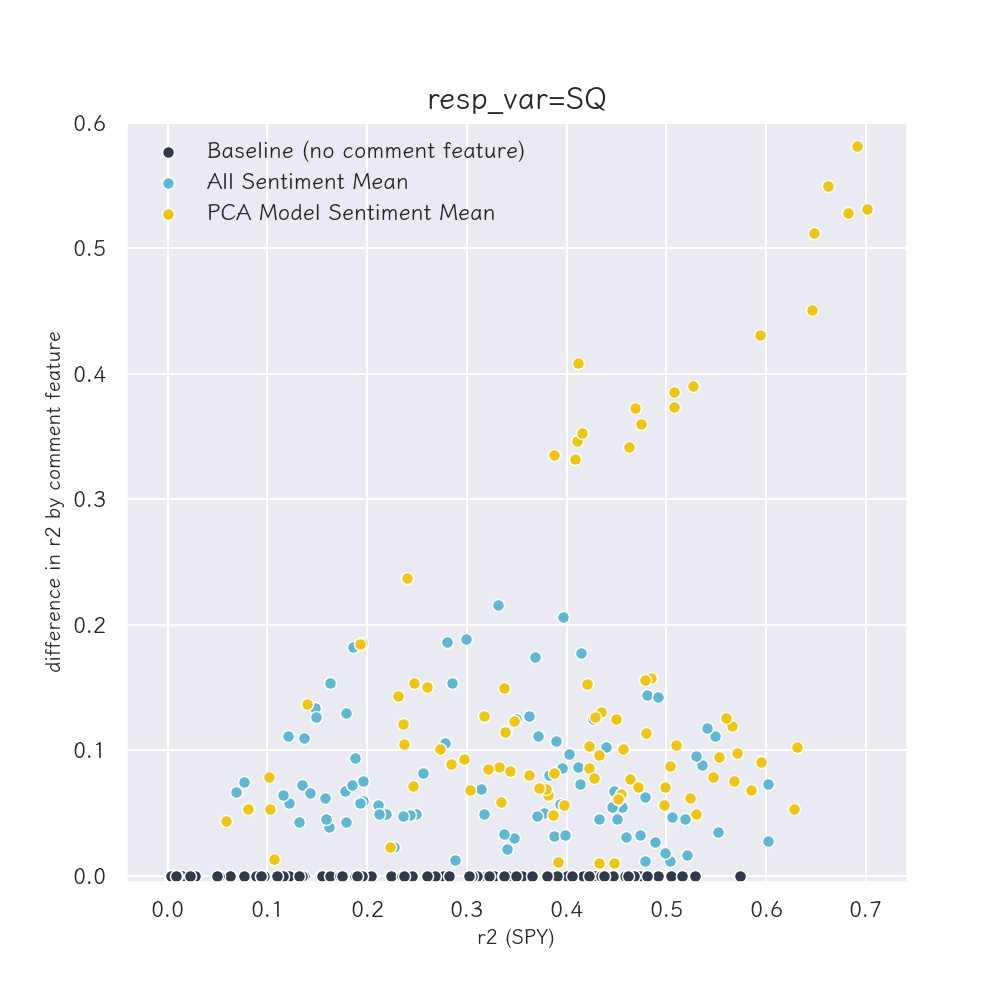 resp_var=SQ
Baseline (no comment feature)
All Sentiment Mean
PCA Model Sentiment Mean
difference in r2 by comment feature
0.6
0.5
0.4
0.3
0.2
0.1
0.0
0.0 0.1 0.2 0.3 0.4 0.5 0.6 0.7
r2 (SPY)